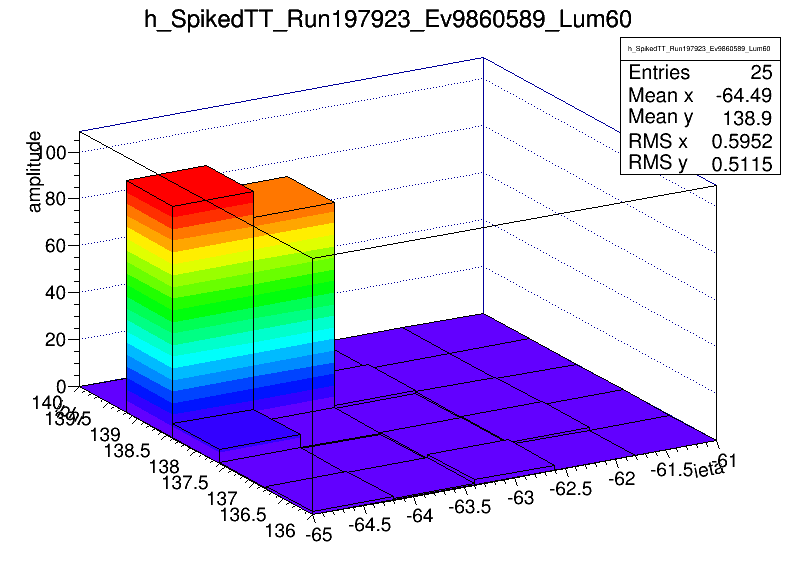 h_SpikedTT_Run197923_Ev9860589_Lum60
h_SpikedTT_Run197923_Ev9860589_Lum60
Entries 25
Mean x -64.49
Mean y 138.9
RMS x 0.5952
RMS y 0.5115
amplitude
00
80
60
40
20
0
140
139.5
139
138.5
138
137.5
137
136.5
136
-65
-64.5
-64
-63.5
-63
-62.5
-62
-61.5
-61
ieta